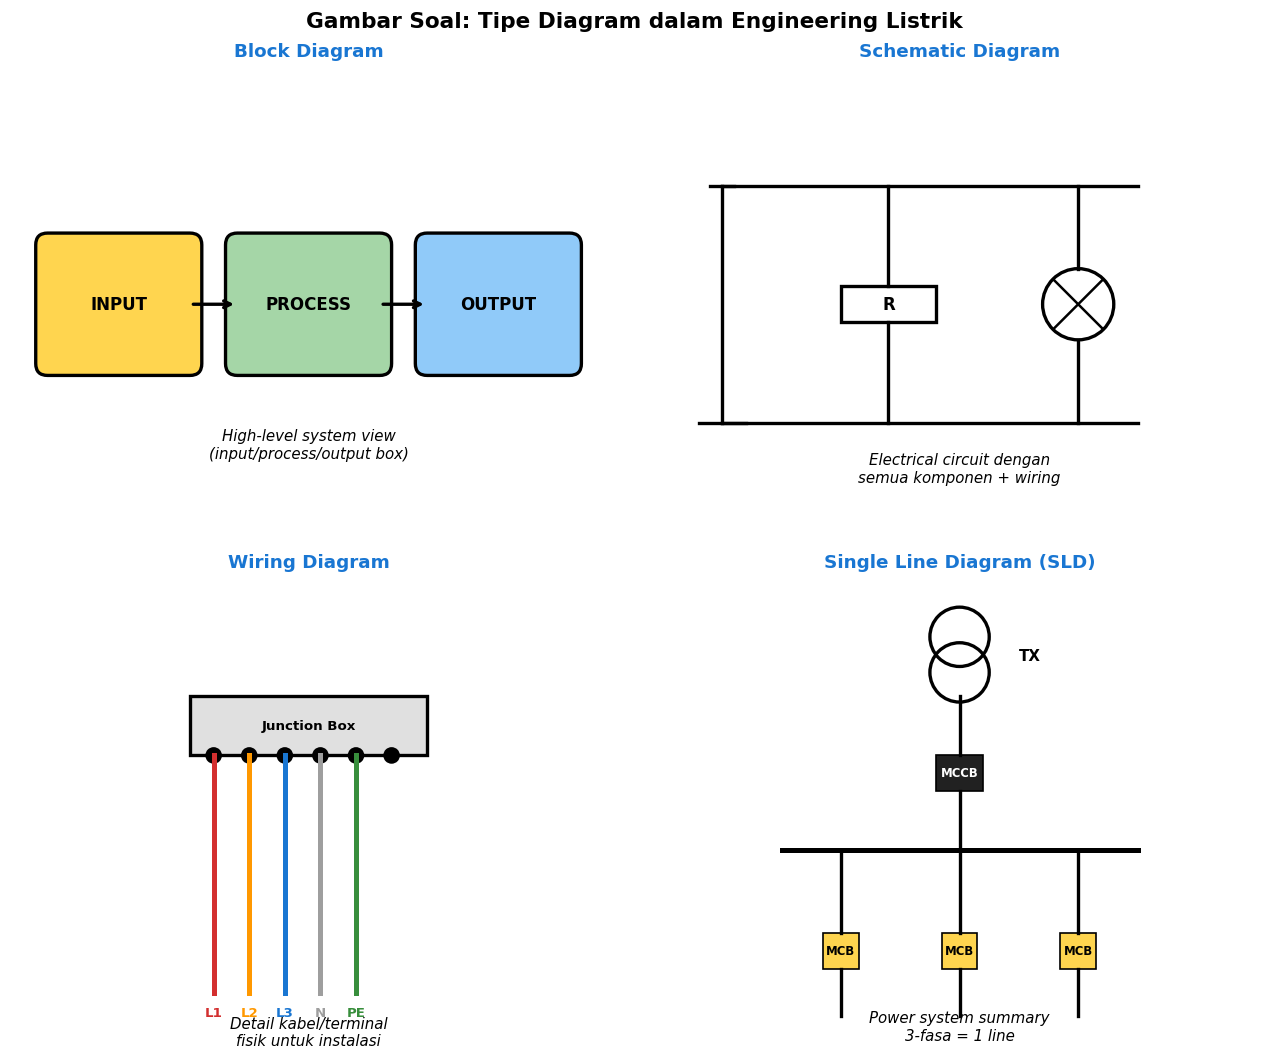 Gambar Soal: Tipe Diagram dalam Engineering Listrik
Block Diagram
INPUT
PROCESS
OUTPUT
High-level system view
(input/process/output box)
Schematic Diagram
R
Electrical circuit dengan
semua komponen + wiring
Wiring Diagram
Junction Box
L1 L2 L3 N PE
Detail kabel/terminal
fisik untuk instalasi
Single Line Diagram (SLD)
TX
MCCB
MCB MCB MCB
Power system summary
3-fasa = 1 line